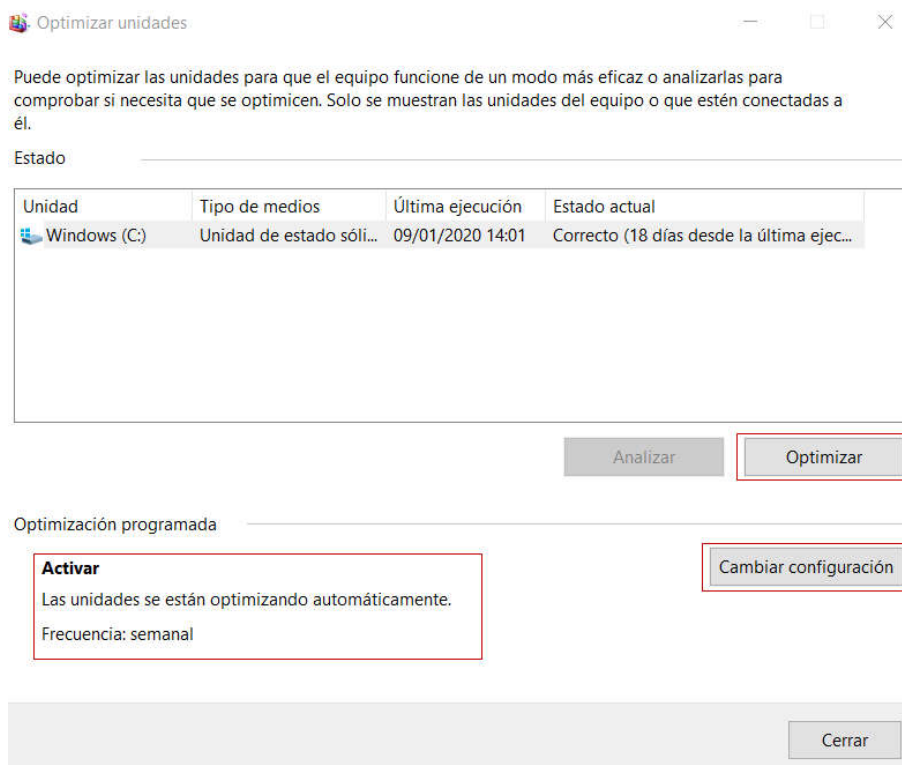 Optimizar unidades
Puede optimizar las unidades para que el equipo funcione de un modo más eficaz o analizarlas para
comprobar si necesita que se optimicen. Solo se muestran las unidades del equipo o que estén conectadas a
él.
Estado
Unidad Tipo de medios Última ejecución Estado actual
Windows (C:) Unidad de estado sóli... 09/01/2020 14:01 Correcto (18 días desde la última ejec...
Analizar Optimizar
Optimización programada
Activar Cambiar configuración
Las unidades se están optimizando automáticamente.
Frecuencia: semanal
Cerrar